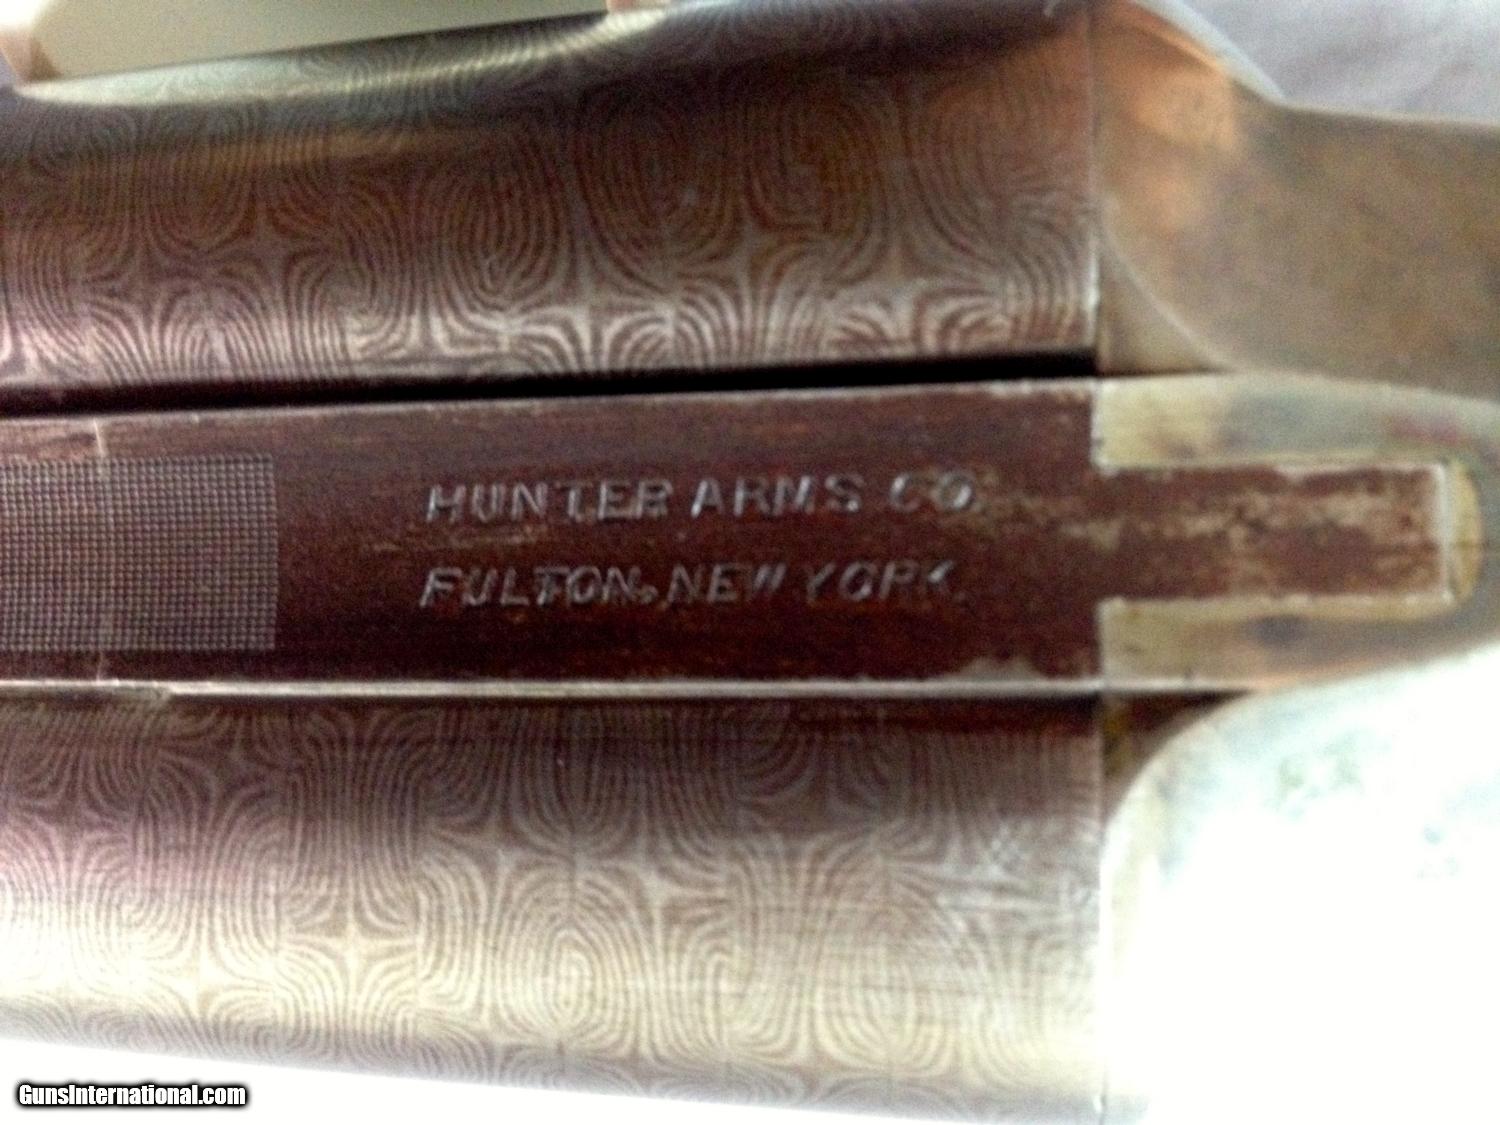 HUNTER ARMS CO.
FULTON, NEW YORK.
GunsInternational.com